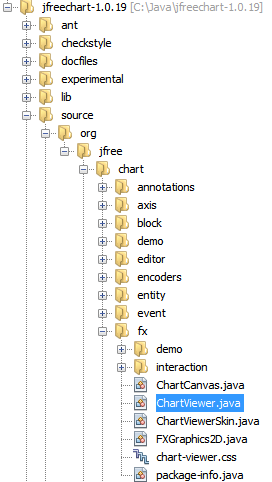 jfreechart-1.0.19 [C:\Java\jfreechart-1.0.19]
ant
checkstyle
docfiles
experimental
lib
source
org
jfree
chart
annotations
axis
block
demo
editor
encoders
entity
event
fx
demo
interaction
ChartCanvas.java
ChartViewer.java
ChartViewerSkin.java
FXGraphics2D.java
chart-viewer.css
package-info.java